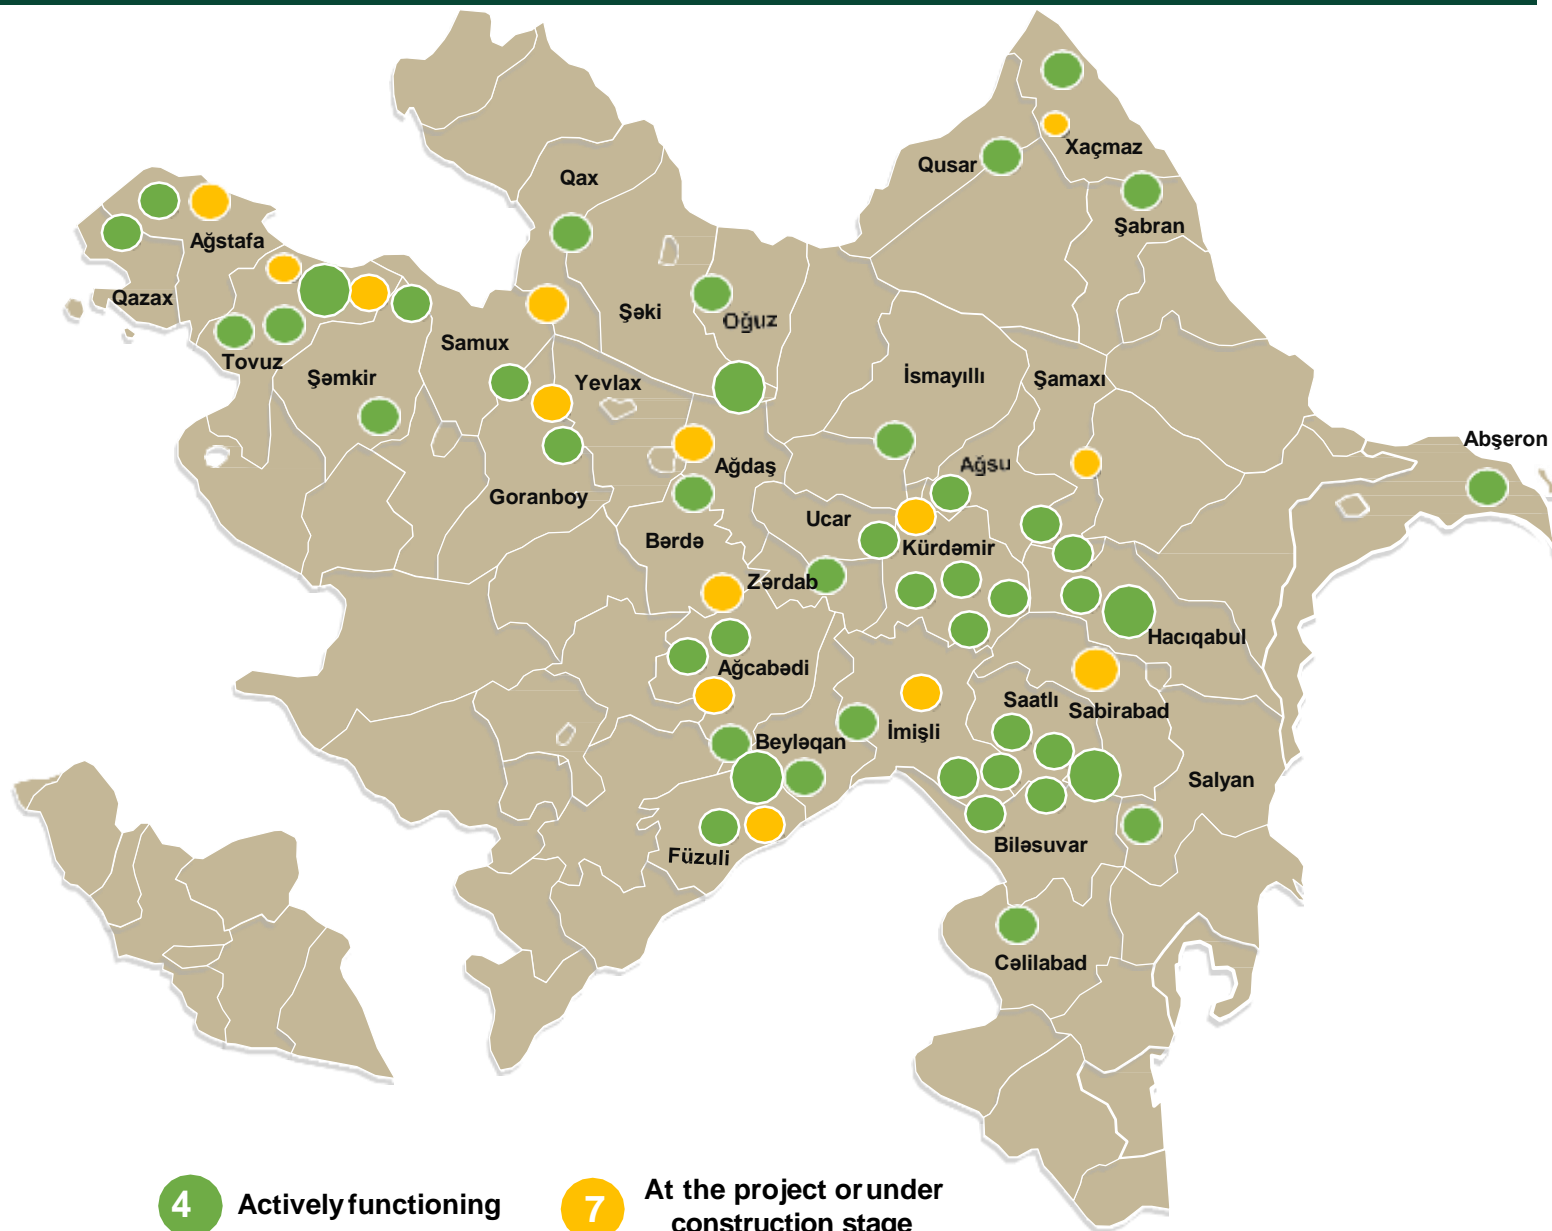 Xaçmaz
Qusar
Qax
Şabran
Ağstafa
Qazax
Şəki
Oğuz
Samux
Tovuz
Şəmkir
Yevlax
İsmayıllı
Şamaxı
Abşeron
Ağdaş
Ağsu
Goranboy
Ucar
Bərdə
Kürdəmir
Zərdab
Hacıqabul
Ağcabədi
Saatlı
Sabirabad
İmişli
Beyləqan
Salyan
Biləsuvar
Füzuli
Cəlilabad
4 Actively functioning
7 At the project or under
construction stage